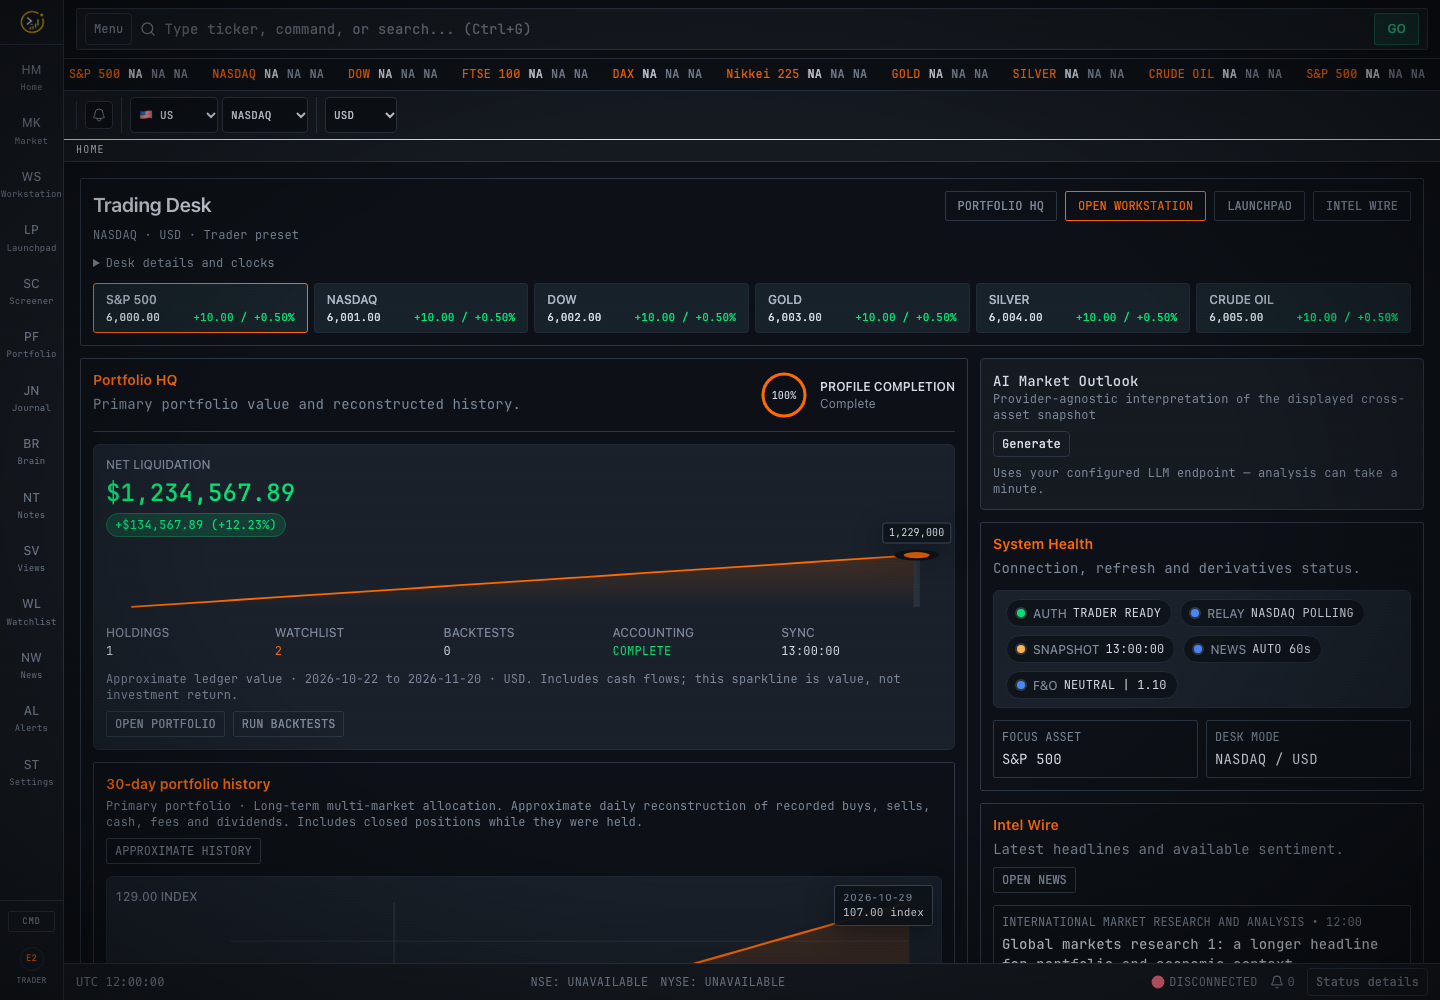 Menu
Type ticker, command, or search... (Ctrl+G)
GO
S&P 500 NA NA NA
NASDAQ NA NA NA
DOW NA NA NA
FTSE 100 NA NA NA
DAX NA NA NA
Nikkei 225 NA NA NA
GOLD NA NA NA
SILVER NA NA NA
CRUDE OIL NA NA NA
S&P 500 NA NA NA
US
NASDAQ
USD
HOME
HM
Home
MK
Market
WS
Workstation
LP
Launchpad
SC
Screener
PF
Portfolio
JN
Journal
BR
Brain
NT
Notes
SV
Views
WL
Watchlist
NW
News
AL
Alerts
ST
Settings
CMD
E2
TRADER
Trading Desk
PORTFOLIO HQ
OPEN WORKSTATION
LAUNCHPAD
INTEL WIRE
NASDAQ · USD · Trader preset
Desk details and clocks
S&P 500
6,000.00 +10.00 / +0.50%
NASDAQ
6,001.00 +10.00 / +0.50%
DOW
6,002.00 +10.00 / +0.50%
GOLD
6,003.00 +10.00 / +0.50%
SILVER
6,004.00 +10.00 / +0.50%
CRUDE OIL
6,005.00 +10.00 / +0.50%
Portfolio HQ
Primary portfolio value and reconstructed history.
100%
PROFILE COMPLETION
Complete
NET LIQUIDATION
$1,234,567.89
+$134,567.89 (+12.23%)
1,229,000
HOLDINGS
1
WATCHLIST
2
BACKTESTS
0
ACCOUNTING
COMPLETE
SYNC
13:00:00
Approximate ledger value · 2026-10-22 to 2026-11-20 · USD. Includes cash flows; this sparkline is value, not
investment return.
OPEN PORTFOLIO
RUN BACKTESTS
30-day portfolio history
Primary portfolio · Long-term multi-market allocation. Approximate daily reconstruction of recorded buys, sells,
cash, fees and dividends. Includes closed positions while they were held.
APPROXIMATE HISTORY
129.00 INDEX
2026-10-29
107.00 index
AI Market Outlook
Provider-agnostic interpretation of the displayed cross-
asset snapshot
Generate
Uses your configured LLM endpoint — analysis can take a
minute.
System Health
Connection, refresh and derivatives status.
AUTH TRADER READY
RELAY NASDAQ POLLING
SNAPSHOT 13:00:00
NEWS AUTO 60s
F&O NEUTRAL | 1.10
FOCUS ASSET
S&P 500
DESK MODE
NASDAQ / USD
Intel Wire
Latest headlines and available sentiment.
OPEN NEWS
INTERNATIONAL MARKET RESEARCH AND ANALYSIS • 12:00
Global markets research 1: a longer headline
for portfolio and economic context
UTC 12:00:00
NSE: UNAVAILABLE NYSE: UNAVAILABLE
DISCONNECTED
0
Status details